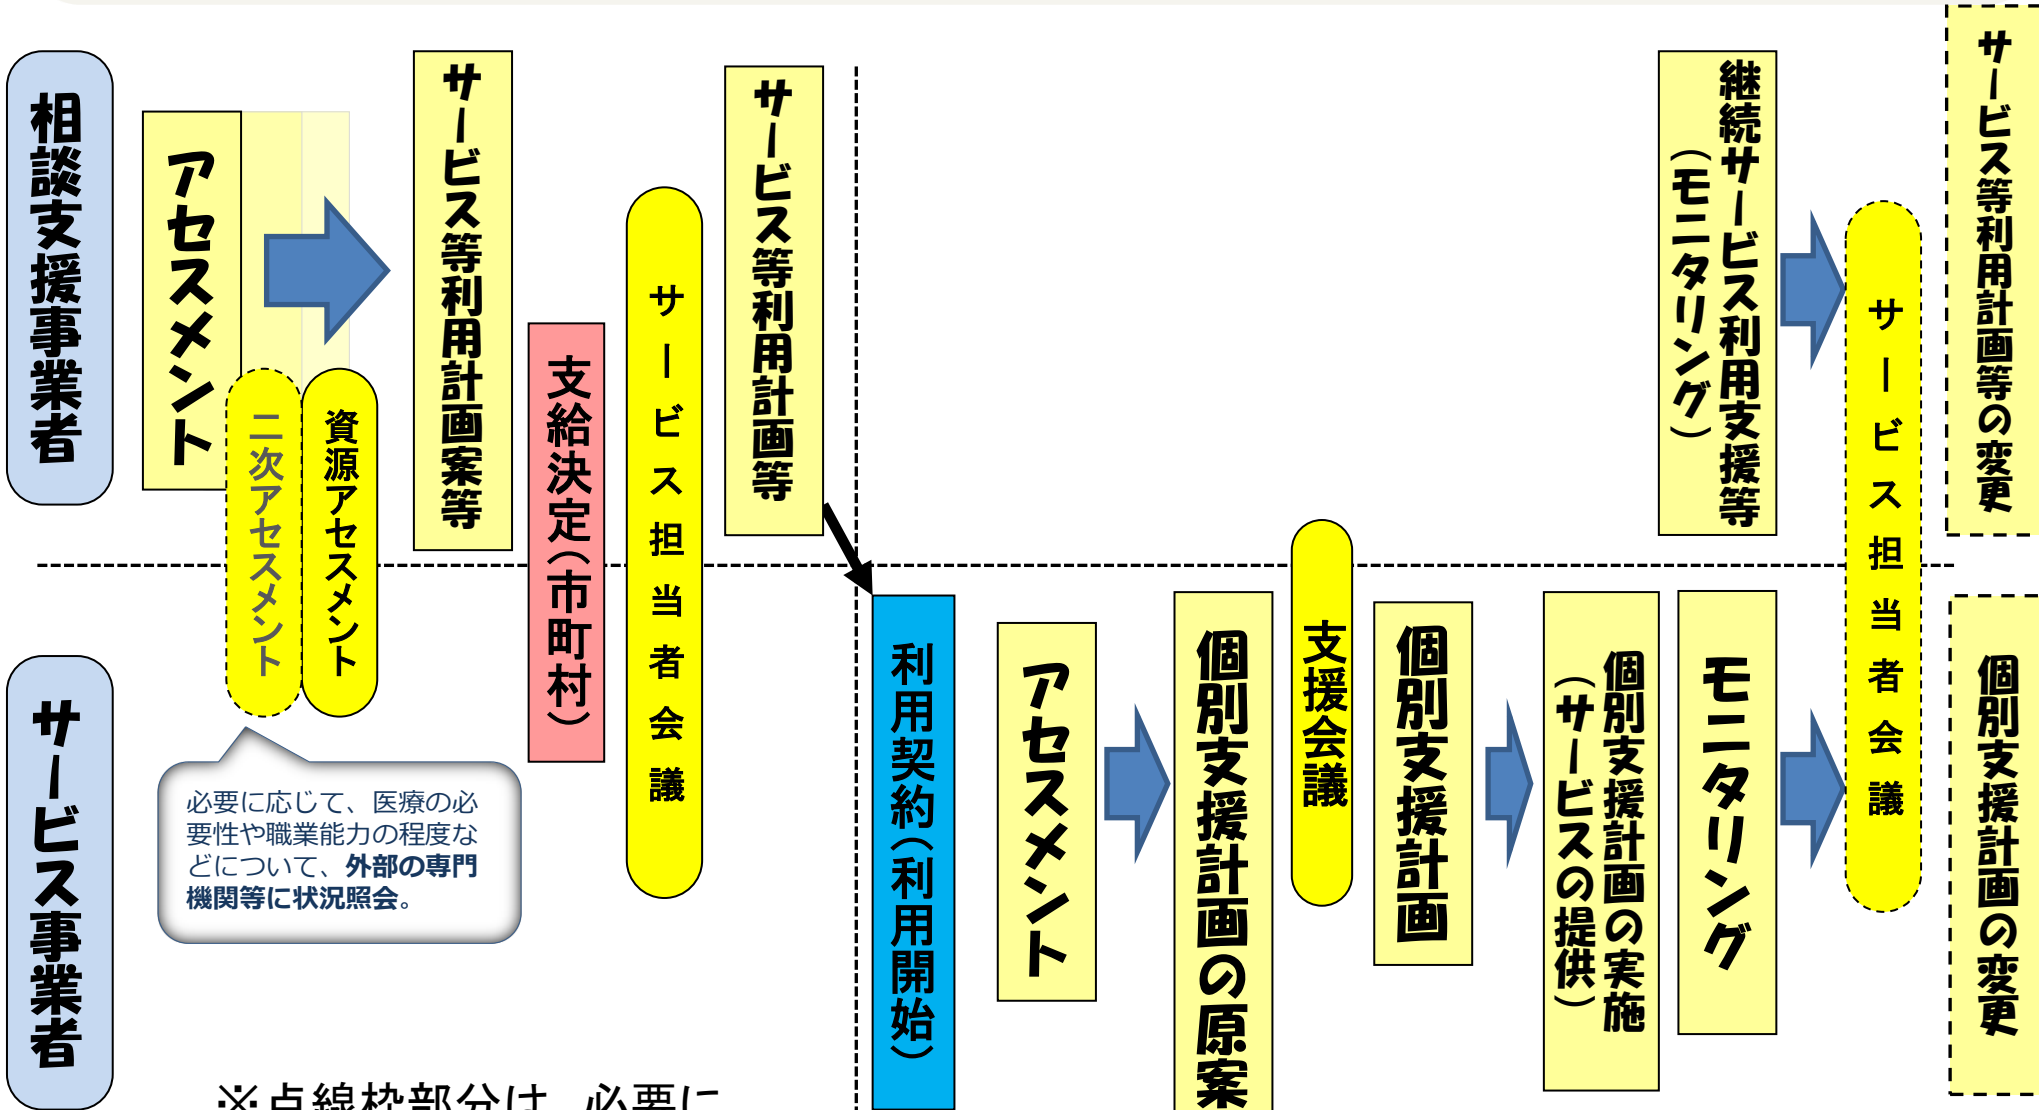 相談支援事業者
アセスメント
二次アセスメント
資源アセスメント
サービス等利用計画案等
支給決定(市町村)
サービス担当者会議
サービス等利用計画等
継続サービス利用支援等
(モニタリング)
サービス担当者会議
サービス等利用計画等の変更
サービス事業者
必要に応じて、医療の必
要性や職業能力の程度な
どについて、外部の専門
機関等に状況照会。
利用契約(利用開始)
アセスメント
個別支援計画の原案
支援会議
個別支援計画
個別支援計画の実施
(サービスの提供)
モニタリング
個別支援計画の変更
※点線枠部分は、必要に